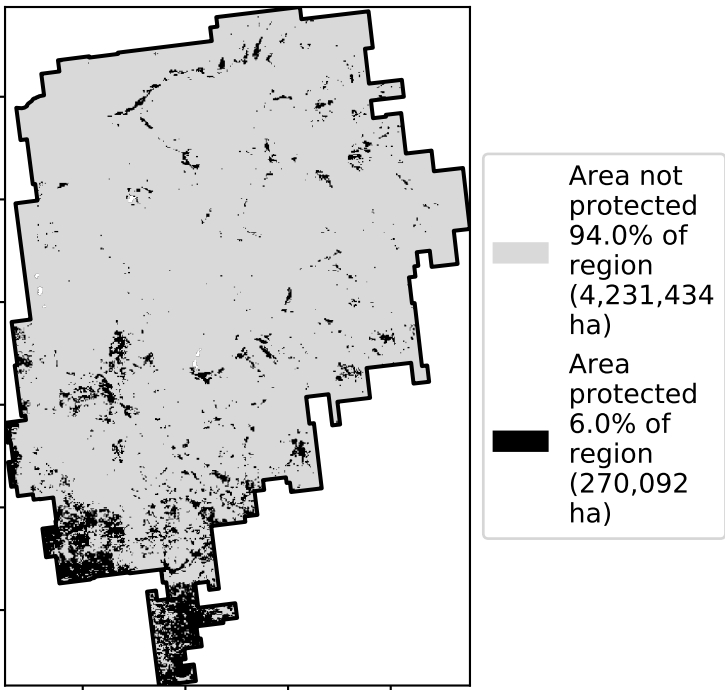 Area not
protected
94.0% of
region
(4,231,434
ha)
Area
protected
6.0% of
region
(270,092
ha)